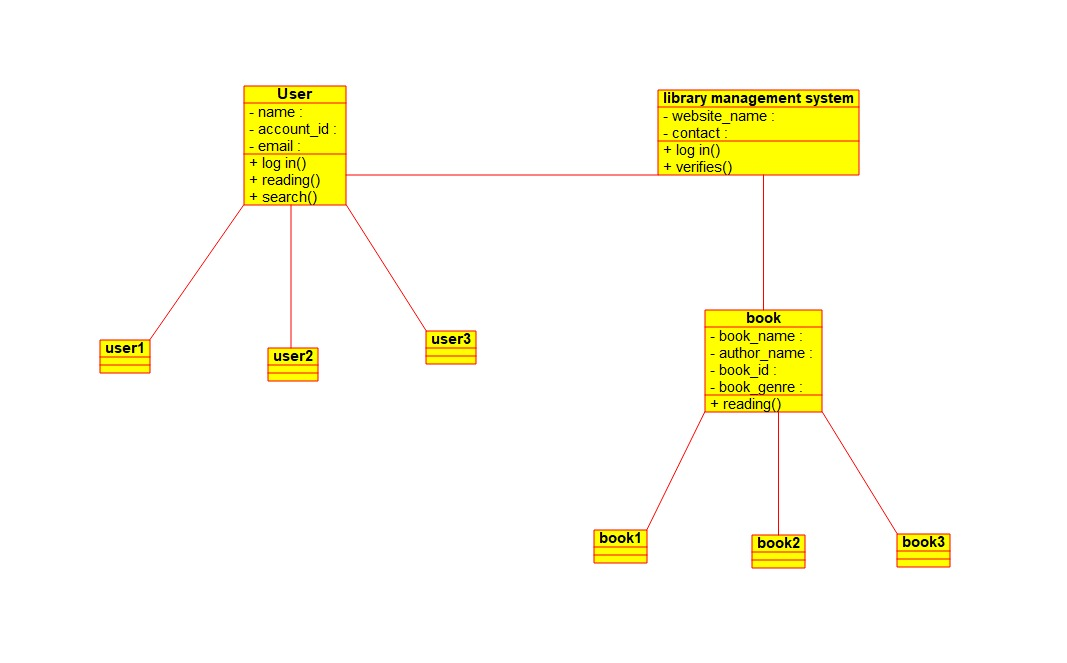 User
- name :
- account_id :
- email :
+ log in()
+ reading()
+ search()
library management system
- website_name :
- contact :
+ log in()
+ verifies()
user1
user2
user3
book
- book_name :
- author_name :
- book_id :
- book_genre :
+ reading()
book1
book2
book3